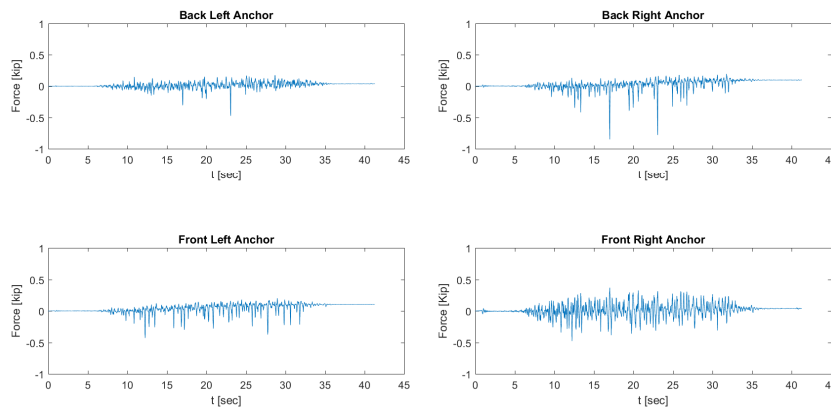 Back Left Anchor
1
0.5
0
-0.5
-1
Force [kip]
0 5 10 15 20 25 30 35 40 45
t [sec]
Back Right Anchor
1
0.5
0
-0.5
-1
Force [kip]
0 5 10 15 20 25 30 35 40 45
t [sec]
Front Left Anchor
1
0.5
0
-0.5
-1
Force [Kip]
0 5 10 15 20 25 30 35 40 45
t [sec]
Front Right Anchor
1
0.5
0
-0.5
-1
Force [Kip]
0 5 10 15 20 25 30 35 40 45
t [sec]